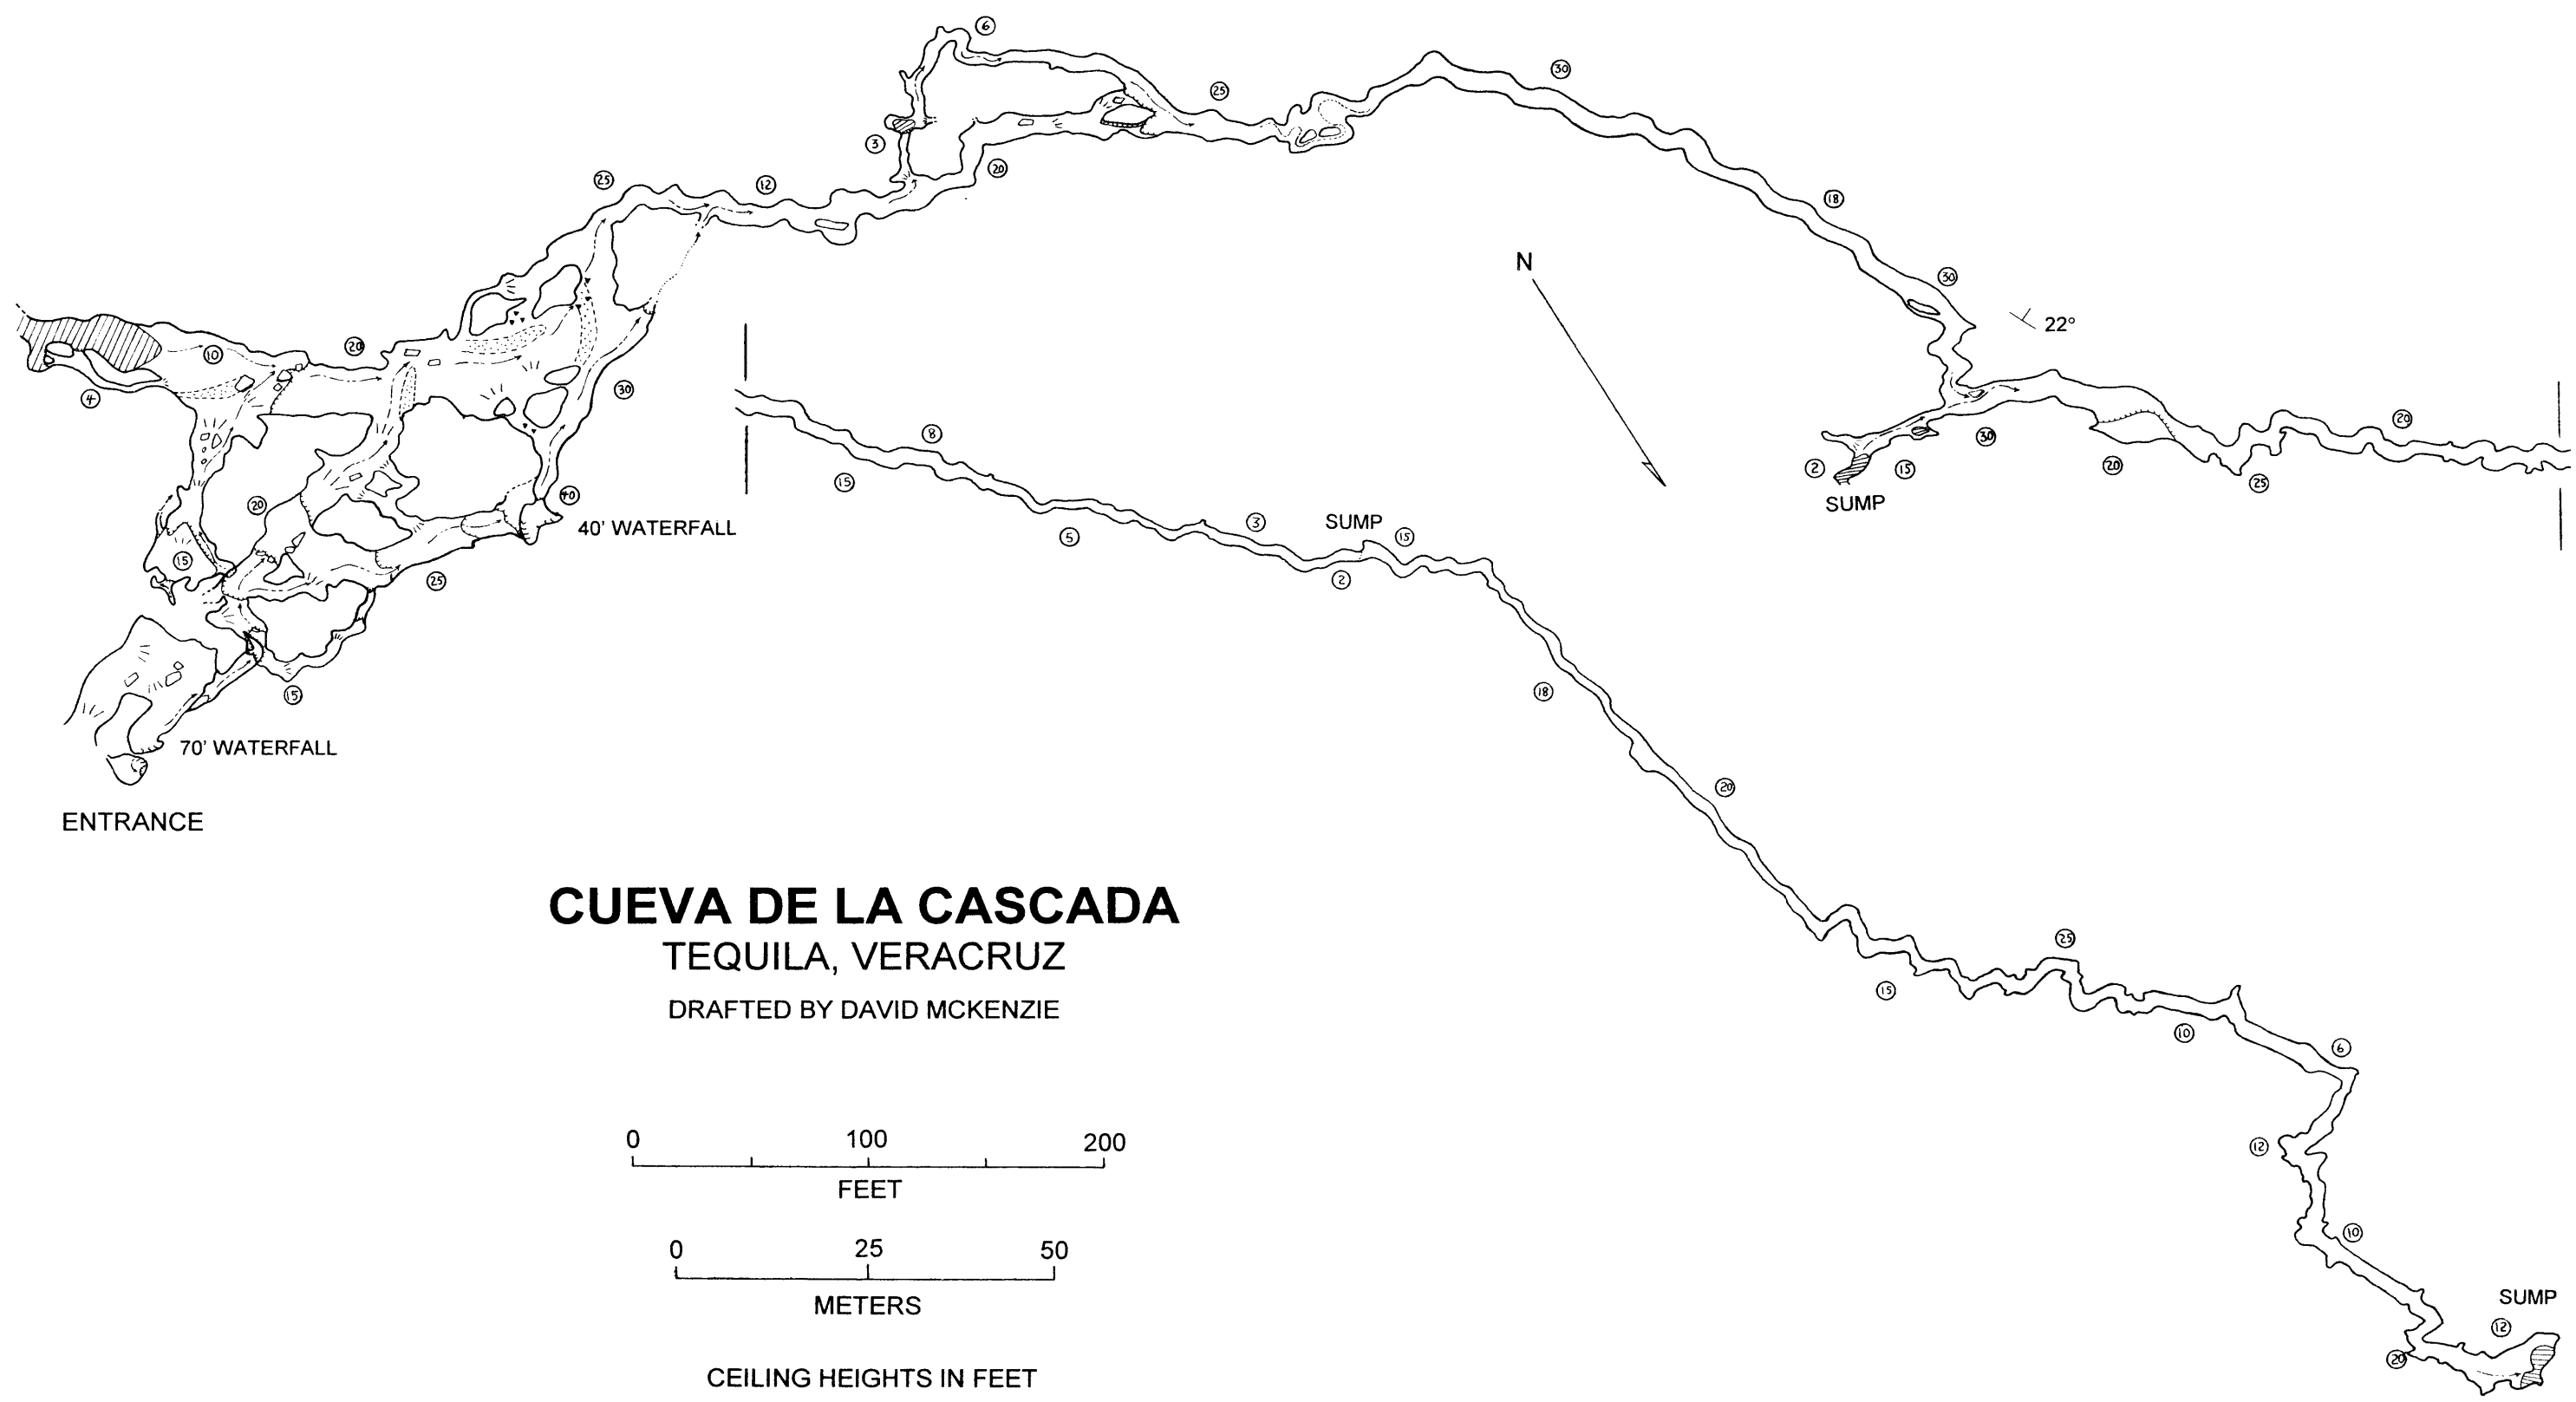 6
25
30
3
20
25
12
18
N
30
22°
10
20
4
30
20
8
15
30
20
2
15
SUMP
25
20
40
40' WATERFALL
3
SUMP
15
5
2
15
25
15
18
70' WATERFALL
20
ENTRANCE
CUEVA DE LA CASCADA
TEQUILA, VERACRUZ
DRAFTED BY DAVID MCKENZIE
25
15
10
6
0 100 200
FEET
12
0 25 50
METERS
10
SUMP
12
20
CEILING HEIGHTS IN FEET